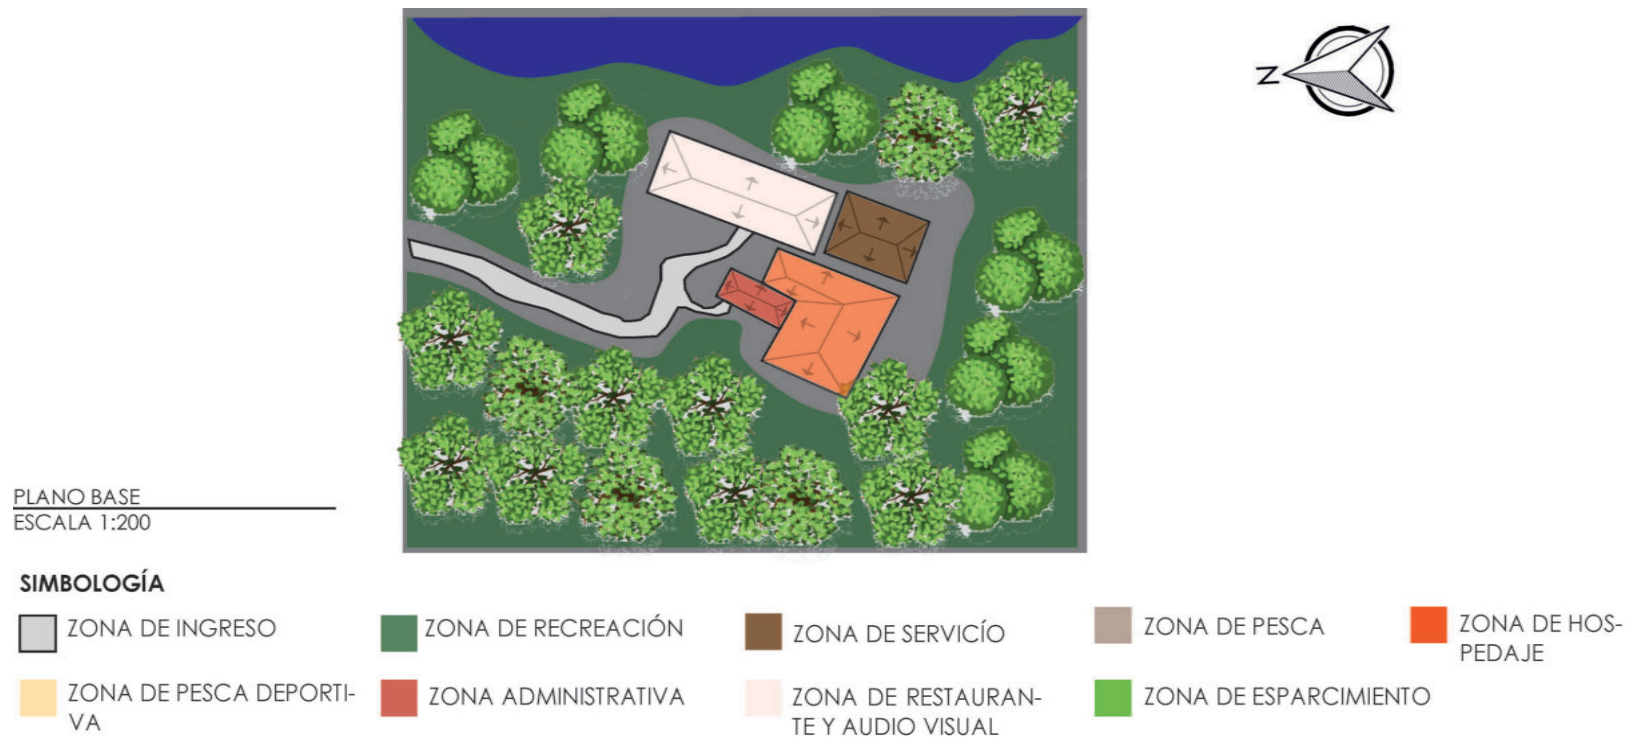 N
PLANO BASE
ESCALA 1:200
SIMBOLOGÍA
ZONA DE INGRESO
ZONA DE RECREACIÓN
ZONA DE SERVICÍO
ZONA DE PESCA
ZONA DE HOS-
PEDAJE
ZONA DE PESCA DEPORTI-
VA
ZONA ADMINISTRATIVA
ZONA DE RESTAURAN-
TE Y AUDIO VISUAL
ZONA DE ESPARCIMIENTO